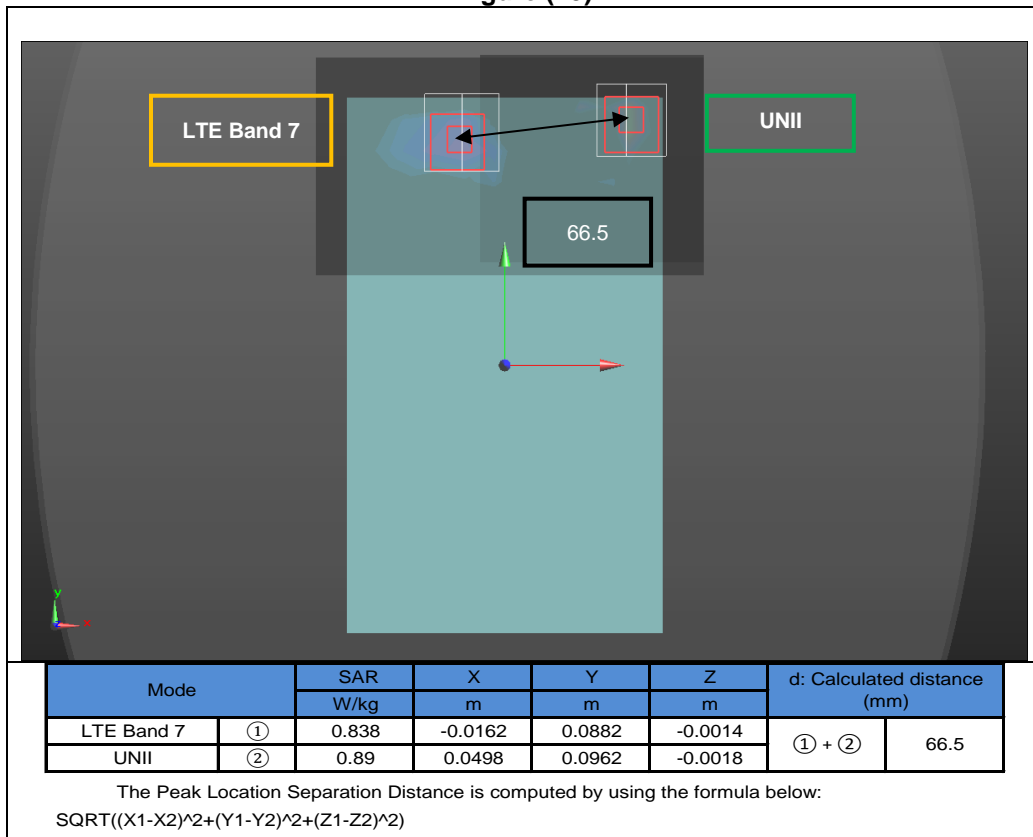 LTE Band 7
UNII
66.5
y
x
Mode SAR X Y Z d: Calculated distance (mm)
W/kg m m m
LTE Band 7 ① 0.838 -0.0162 0.0882 -0.0014 ① + ② 66.5
UNII ② 0.89 0.0498 0.0962 -0.0018
The Peak Location Separation Distance is computed by using the formula below:
SQRT((X1-X2)^2+(Y1-Y2)^2+(Z1-Z2)^2)